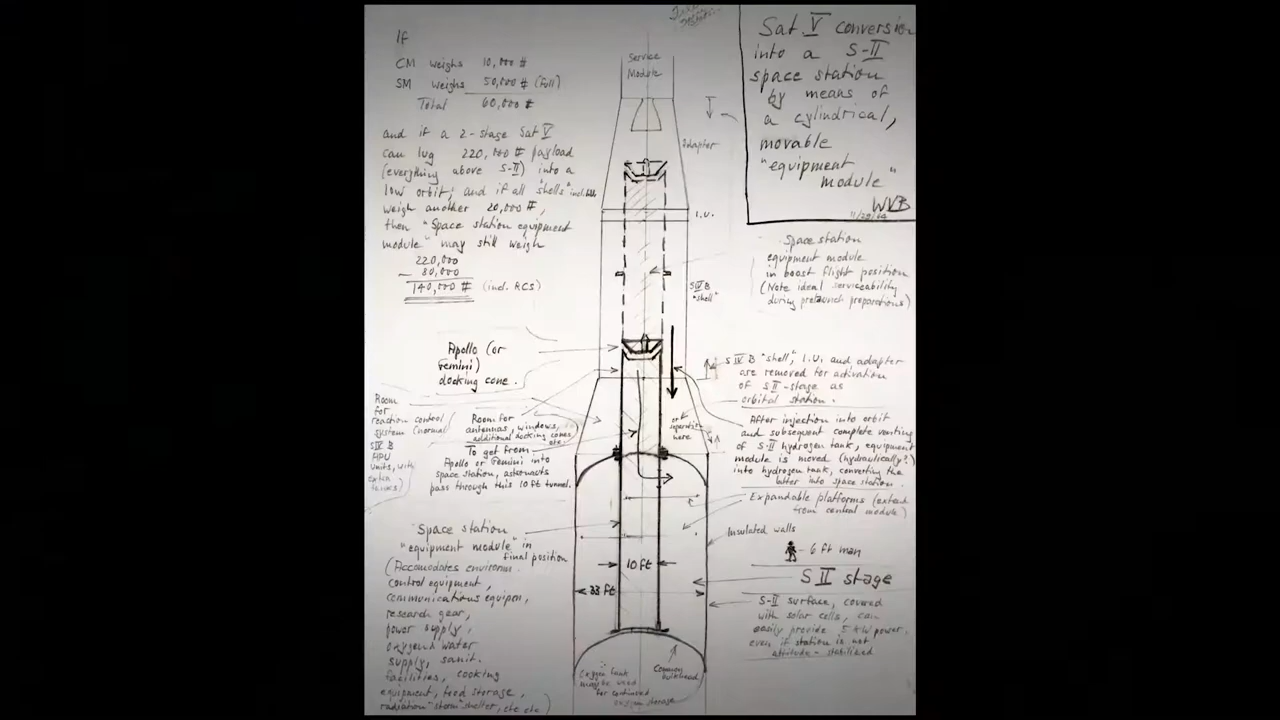 Sat V conversion
into a S-II
space station
by means of
a cylindrical,
movable
"equipment
module"
WVB
11/24/64
If
CM weighs 10,000 #
SM weighs 50,000 # (full)
Total 60,000 #
and if a 2-stage Sat V
can lug 220,000 # payload
(everything above S-II) into a
low orbit; and if all "shells"
weigh another 20,000 #,
then "Space station equipment
module" may still weigh
220,000
- 80,000
140,000 # (incl. RCS)
Service
Module
Adapter
I.U.
SIVB
"shell"
Space station
equipment module
in boost flight position
(Note ideal serviceability
during prelaunch preparations)
Apollo (or
Gemini)
docking cone.
Room
for
reaction control
system (normal
SIVB
APU
units, with
extra
tanks)
Room for
antennas, windows,
additional docking cones
etc.
To get from
Apollo or Gemini into
space station, astronauts
pass through this 10 ft tunnel.
SIVB "shell", I.U. and adapter
are removed for activation
of SII-stage as
orbital station.
or
separation
here
After injection into orbit
and subsequent complete venting
of S-II hydrogen tank, equipment
module is moved (hydraulically?)
into hydrogen tank, converting the
latter into space station.
Expandable platforms (extend
from central module)
Insulated walls
6 ft man
SII stage
S-II surface, covered
with solar cells, can
easily provide 5 kW power,
even if station is not
attitude-stabilized
Space station
"equipment module" in
final position
(Accomodates environm.
control equipment,
communications equipm,
research gear,
power supply,
oxygen & water
supply, sanit.
facilities, cooking
equipment, food storage,
radiation "storm" shelter, etc etc)
10 ft
33 ft
Oxygen tank
may be used
for continued
oxygen storage
Common
bulkhead